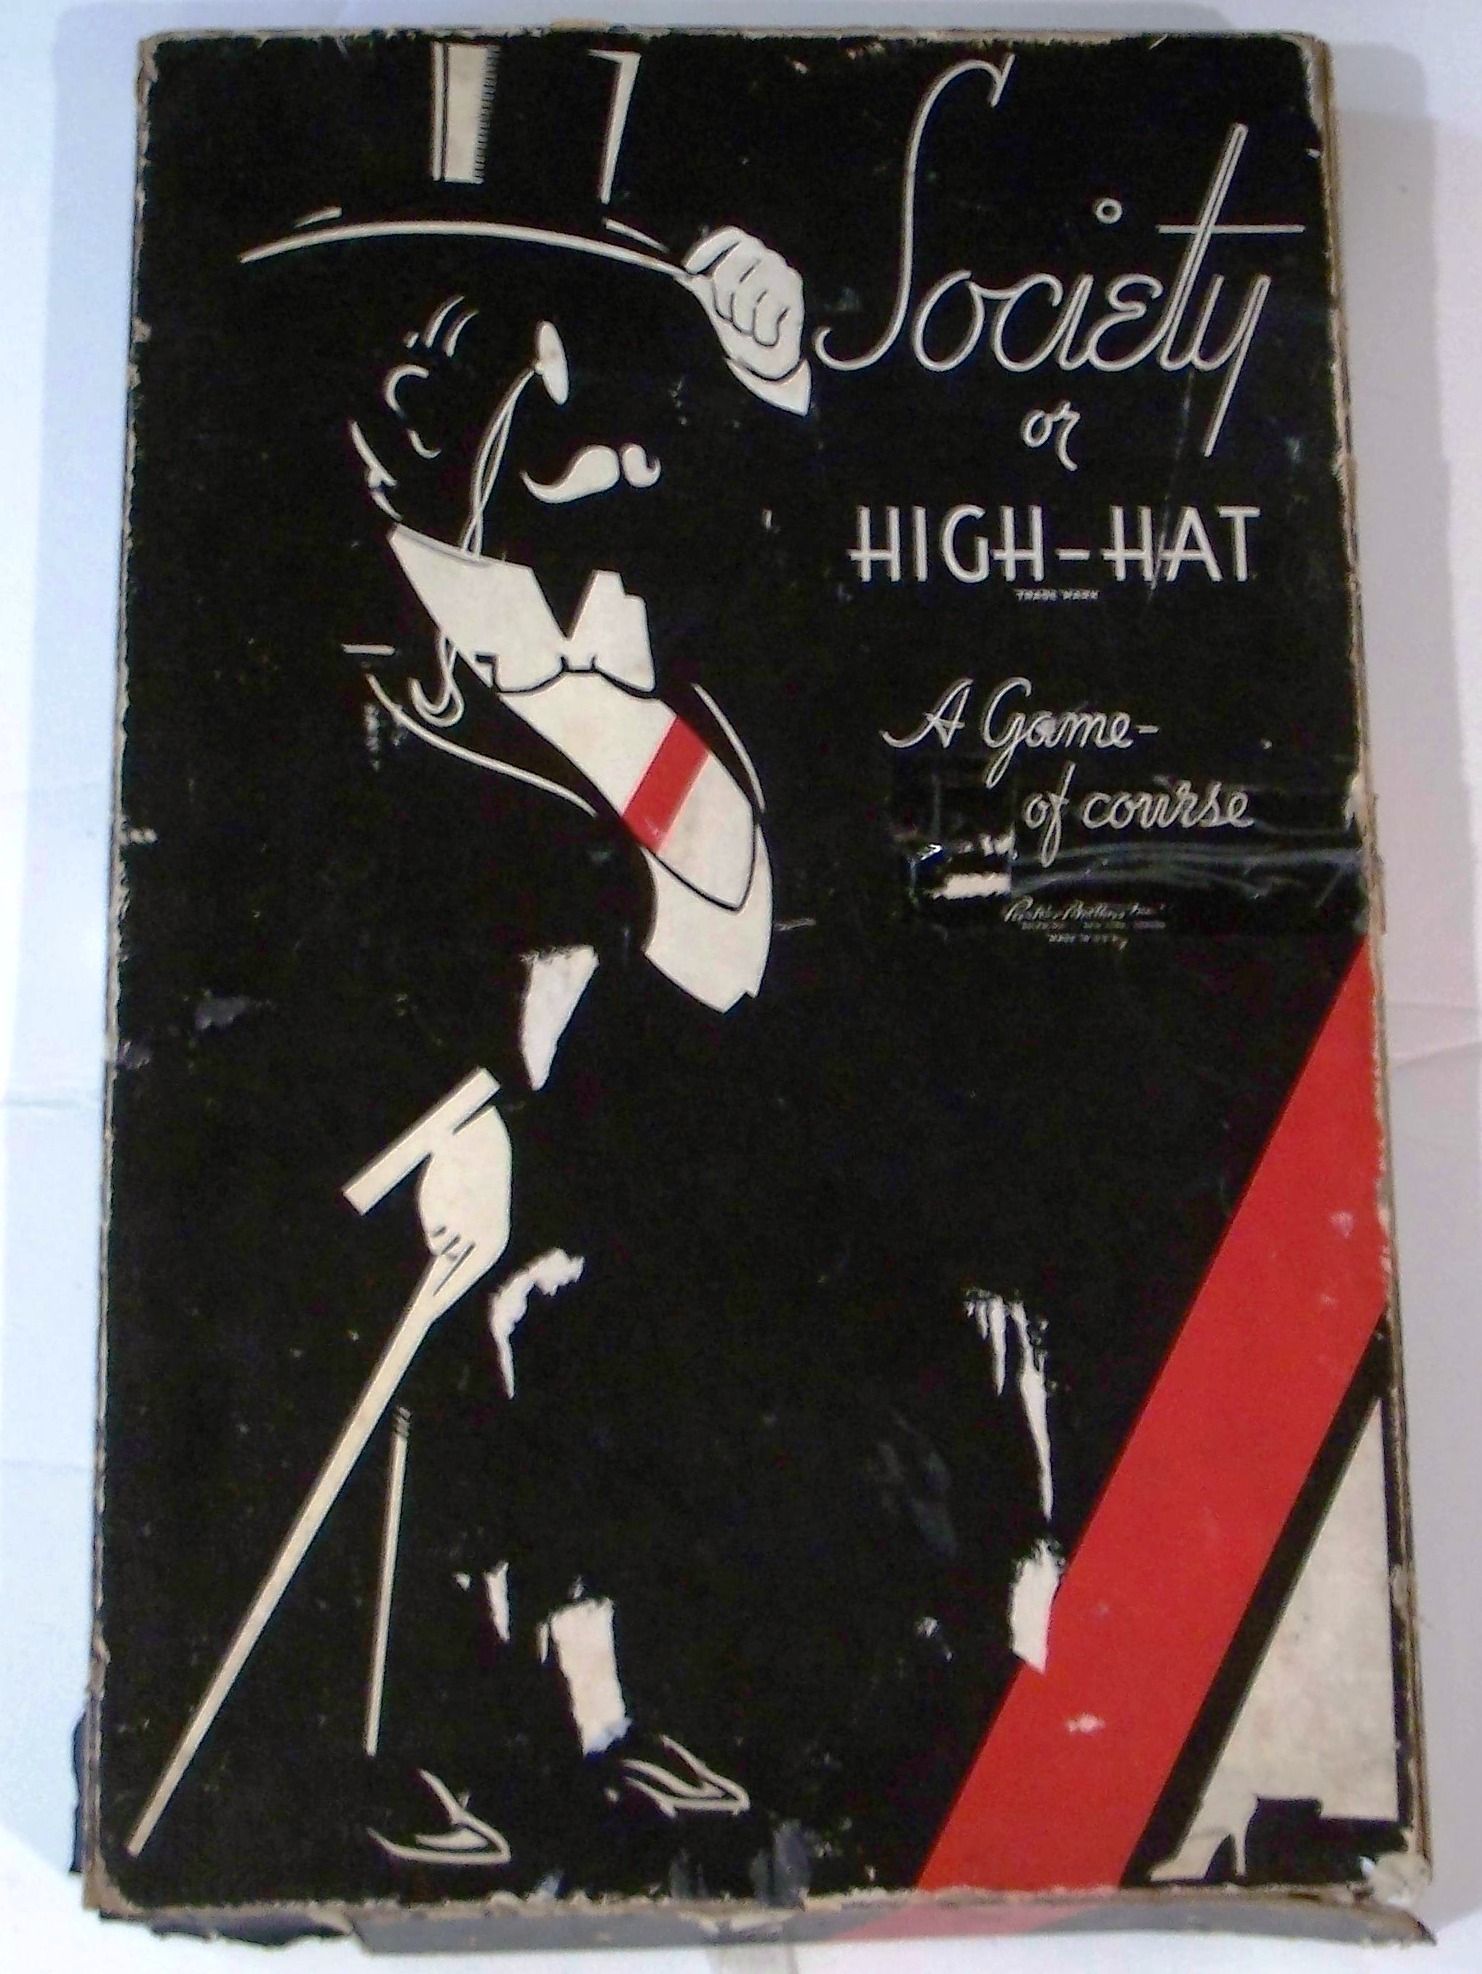 Society
or
HIGH-HAT
TRADE MARK
A Game-
of course
Parker Brothers Inc.